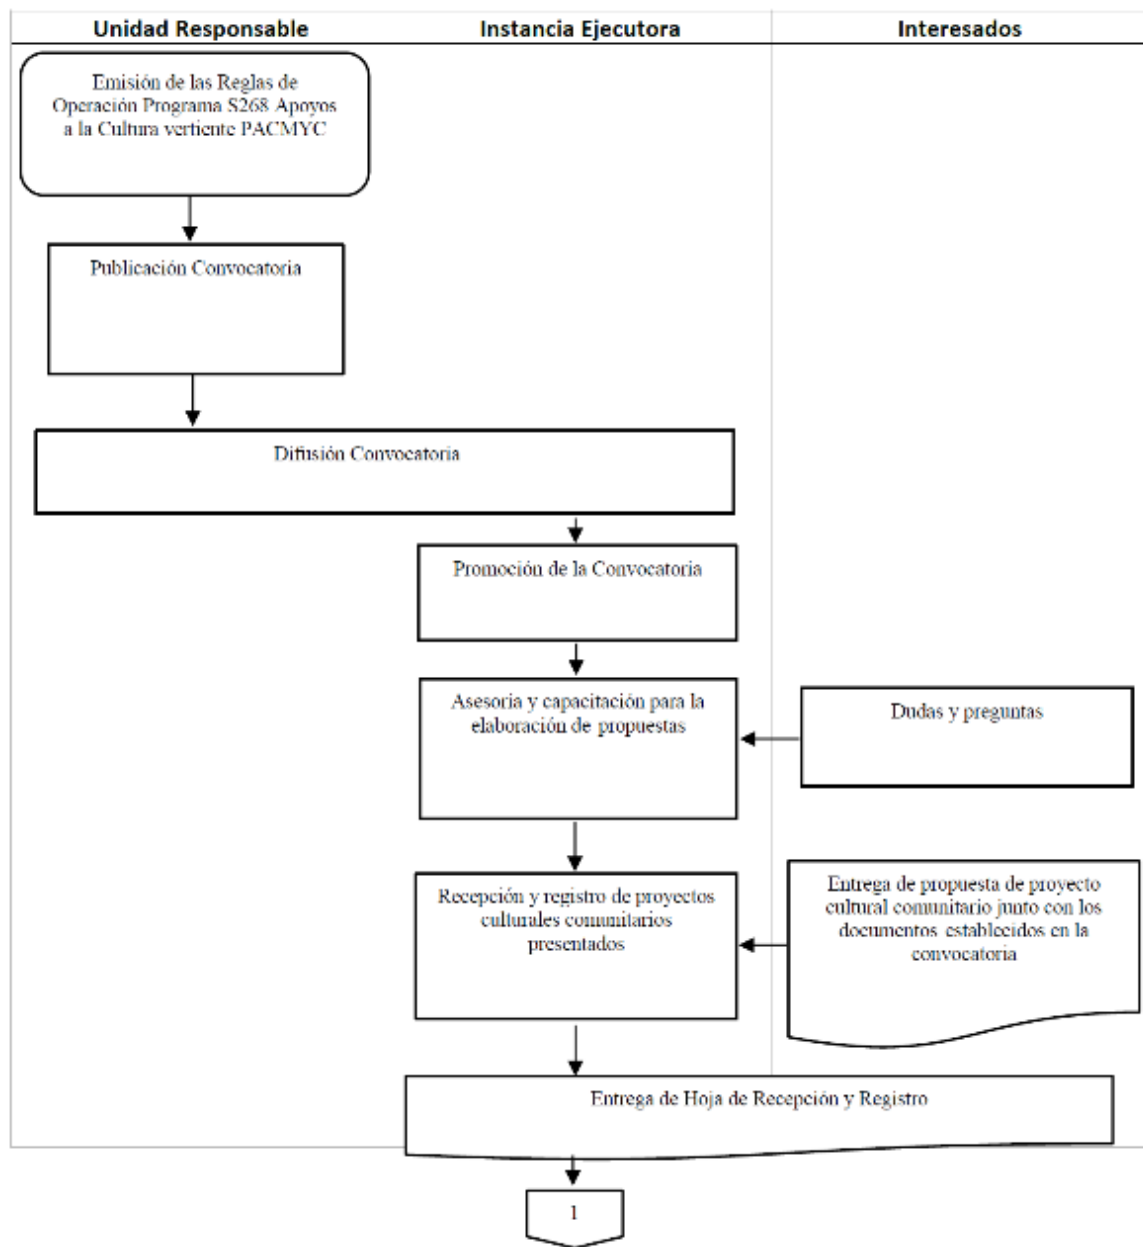 Unidad Responsable
Instancia Ejecutora
Interesados
Emisión de las Reglas de
Operación Programa S268 Apoyos
a la Cultura vertiente PACMYC
Publicación Convocatoria
Difusión Convocatoria
Promoción de la Convocatoria
Asesoría y capacitación para la
elaboración de propuestas
Dudas y preguntas
Recepción y registro de proyectos
culturales comunitarios
presentados
Entrega de propuesta de proyecto
cultural comunitario junto con los
documentos establecidos en la
convocatoria
Entrega de Hoja de Recepción y Registro
1